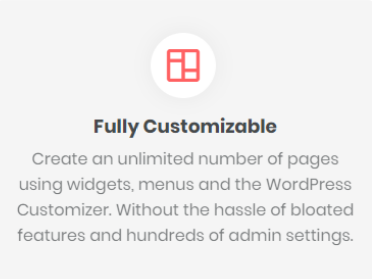 Fully Customizable
Create an unlimited number of pages
using widgets, menus and the WordPress
Customizer. Without the hassle of bloated
features and hundreds of admin settings.